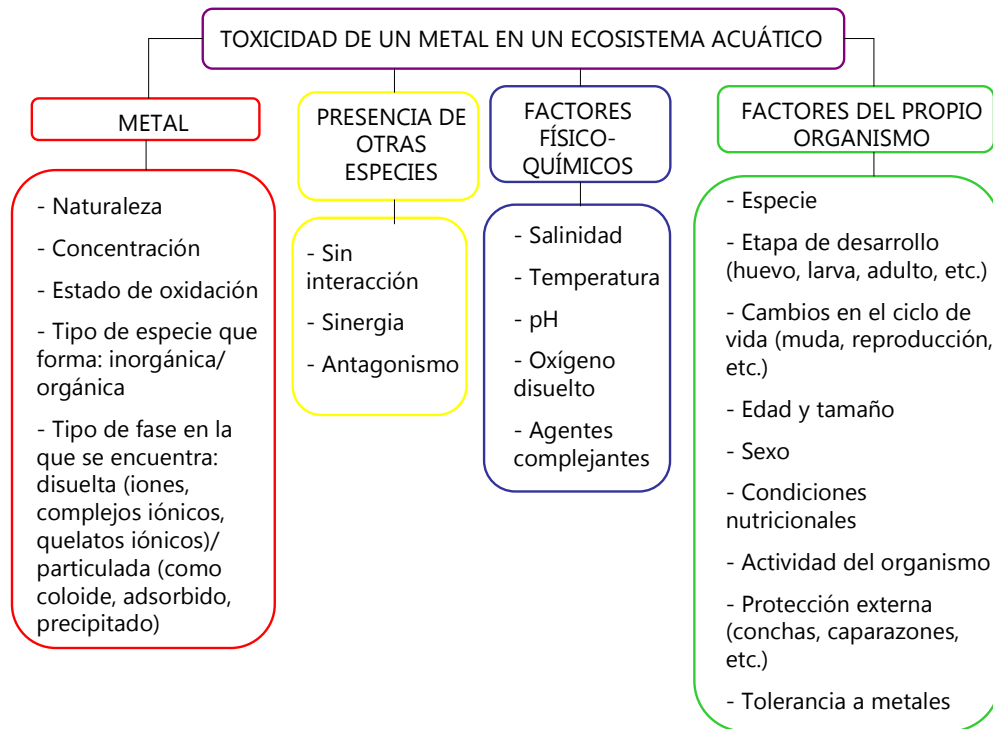 TOXICIDAD DE UN METAL EN UN ECOSISTEMA ACUÁTICO
METAL
- Naturaleza
- Concentración
- Estado de oxidación
- Tipo de especie que
forma: inorgánica/
orgánica
- Tipo de fase en la
que se encuentra:
disuelta (iones,
complejos iónicos,
quelatos iónicos)/
particulada (como
coloide, adsorbido,
precipitado)
PRESENCIA DE
OTRAS
ESPECIES
- Sin
interacción
- Sinergia
- Antagonismo
FACTORES
FÍSICO-
QUÍMICOS
- Salinidad
- Temperatura
- pH
- Oxígeno
disuelto
- Agentes
complejantes
FACTORES DEL PROPIO
ORGANISMO
- Especie
- Etapa de desarrollo
(huevo, larva, adulto, etc.)
- Cambios en el ciclo de
vida (muda, reproducción,
etc.)
- Edad y tamaño
- Sexo
- Condiciones
nutricionales
- Actividad del organismo
- Protección externa
(conchas, caparazones,
etc.)
- Tolerancia a metales